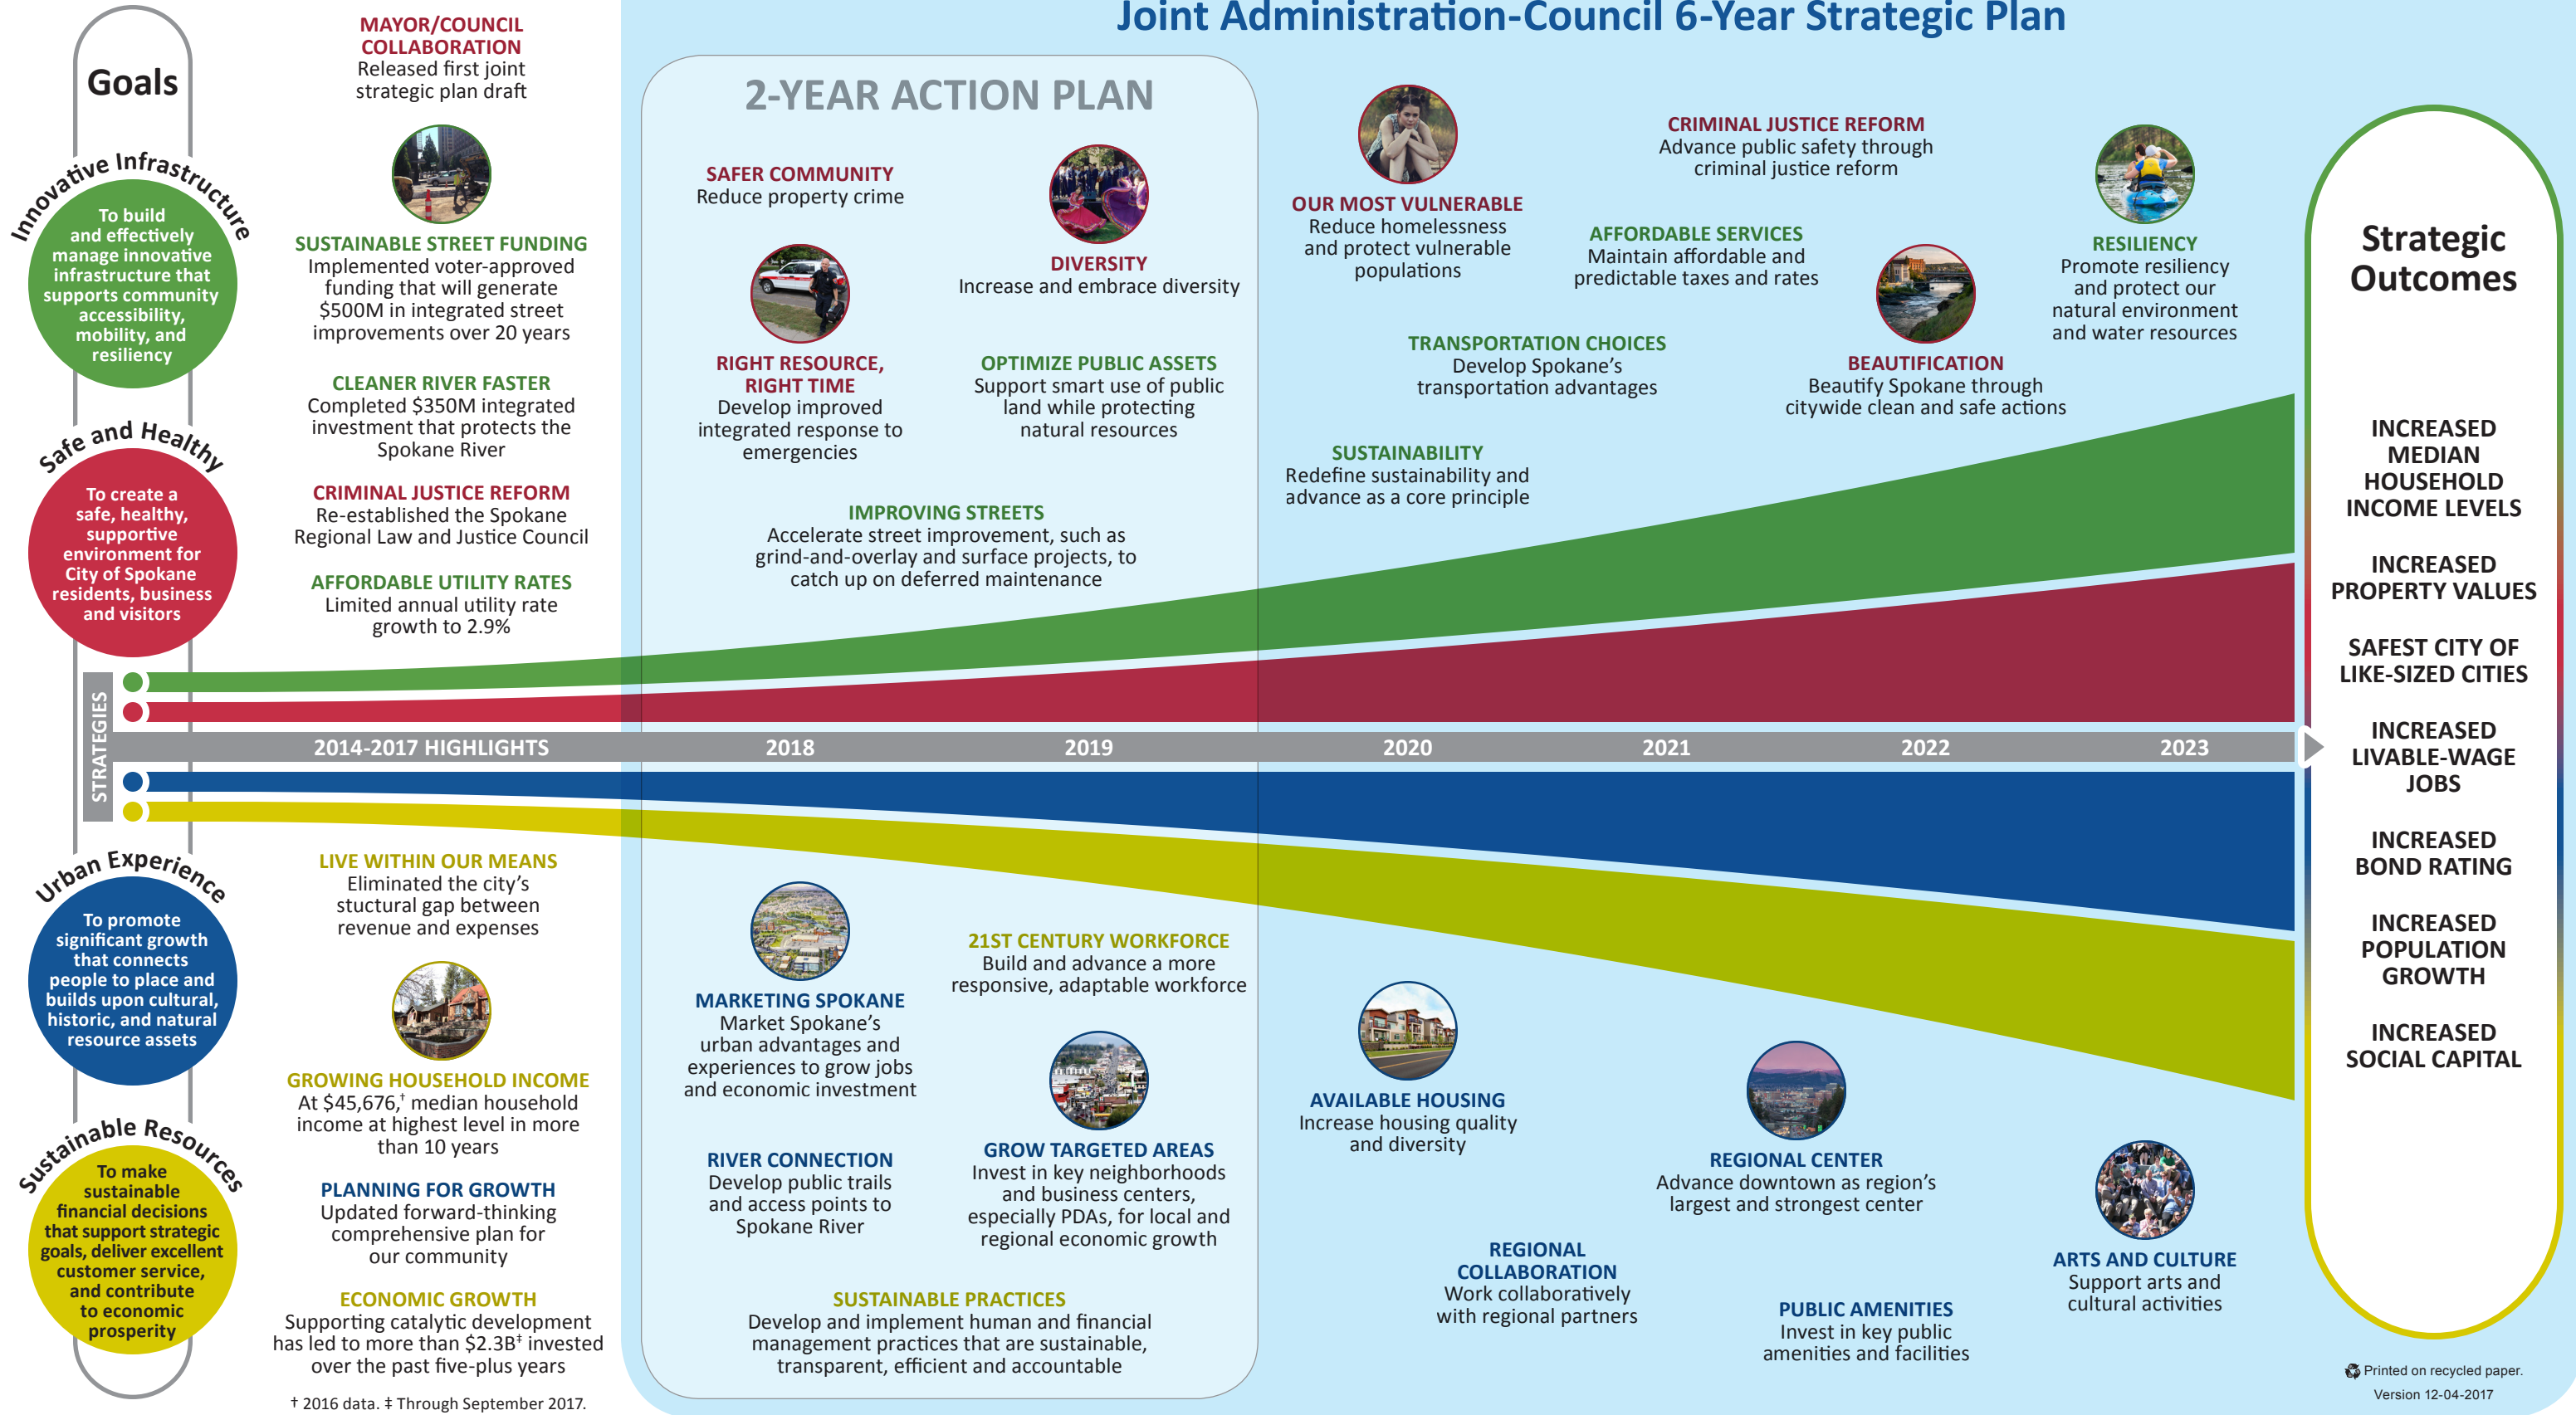 Joint Administration-Council 6-Year Strategic Plan
Goals
Innovative Infrastructure
To build
and effectively
manage innovative
infrastructure that
supports community
accessibility,
mobility, and
resiliency
Safe and Healthy
To create a
safe, healthy,
supportive
environment for
City of Spokane
residents, business
and visitors
STRATEGIES
Urban Experience
To promote
significant growth
that connects
people to place and
builds upon cultural,
historic, and natural
resource assets
Sustainable Resources
To make
sustainable
financial decisions
that support strategic
goals, deliver excellent
customer service,
and contribute
to economic
prosperity
MAYOR/COUNCIL
COLLABORATION
Released first joint
strategic plan draft
SUSTAINABLE STREET FUNDING
Implemented voter-approved
funding that will generate
$500M in integrated street
improvements over 20 years
CLEANER RIVER FASTER
Completed $350M integrated
investment that protects the
Spokane River
CRIMINAL JUSTICE REFORM
Re-established the Spokane
Regional Law and Justice Council
AFFORDABLE UTILITY RATES
Limited annual utility rate
growth to 2.9%
2-YEAR ACTION PLAN
SAFER COMMUNITY
Reduce property crime
RIGHT RESOURCE,
RIGHT TIME
Develop improved
integrated response to
emergencies
DIVERSITY
Increase and embrace diversity
OPTIMIZE PUBLIC ASSETS
Support smart use of public
land while protecting
natural resources
IMPROVING STREETS
Accelerate street improvement, such as
grind-and-overlay and surface projects, to
catch up on deferred maintenance
OUR MOST VULNERABLE
Reduce homelessness
and protect vulnerable
populations
CRIMINAL JUSTICE REFORM
Advance public safety through
criminal justice reform
AFFORDABLE SERVICES
Maintain affordable and
predictable taxes and rates
TRANSPORTATION CHOICES
Develop Spokane's
transportation advantages
SUSTAINABILITY
Redefine sustainability and
advance as a core principle
BEAUTIFICATION
Beautify Spokane through
citywide clean and safe actions
RESILIENCY
Promote resiliency
and protect our
natural environment
and water resources
2014-2017 HIGHLIGHTS
2018
2019
2020
2021
2022
2023
LIVE WITHIN OUR MEANS
Eliminated the city's
stuctural gap between
revenue and expenses
GROWING HOUSEHOLD INCOME
At $45,676,† median household
income at highest level in more
than 10 years
PLANNING FOR GROWTH
Updated forward-thinking
comprehensive plan for
our community
ECONOMIC GROWTH
Supporting catalytic development
has led to more than $2.3B‡ invested
over the past five-plus years
† 2016 data. ‡ Through September 2017.
MARKETING SPOKANE
Market Spokane's
urban advantages and
experiences to grow jobs
and economic investment
RIVER CONNECTION
Develop public trails
and access points to
Spokane River
21ST CENTURY WORKFORCE
Build and advance a more
responsive, adaptable workforce
GROW TARGETED AREAS
Invest in key neighborhoods
and business centers,
especially PDAs, for local and
regional economic growth
SUSTAINABLE PRACTICES
Develop and implement human and financial
management practices that are sustainable,
transparent, efficient and accountable
AVAILABLE HOUSING
Increase housing quality
and diversity
REGIONAL
COLLABORATION
Work collaboratively
with regional partners
REGIONAL CENTER
Advance downtown as region's
largest and strongest center
PUBLIC AMENITIES
Invest in key public
amenities and facilities
ARTS AND CULTURE
Support arts and
cultural activities
Strategic
Outcomes
INCREASED
MEDIAN
HOUSEHOLD
INCOME LEVELS
INCREASED
PROPERTY VALUES
SAFEST CITY OF
LIKE-SIZED CITIES
INCREASED
LIVABLE-WAGE
JOBS
INCREASED
BOND RATING
INCREASED
POPULATION
GROWTH
INCREASED
SOCIAL CAPITAL
Printed on recycled paper.
Version 12-04-2017